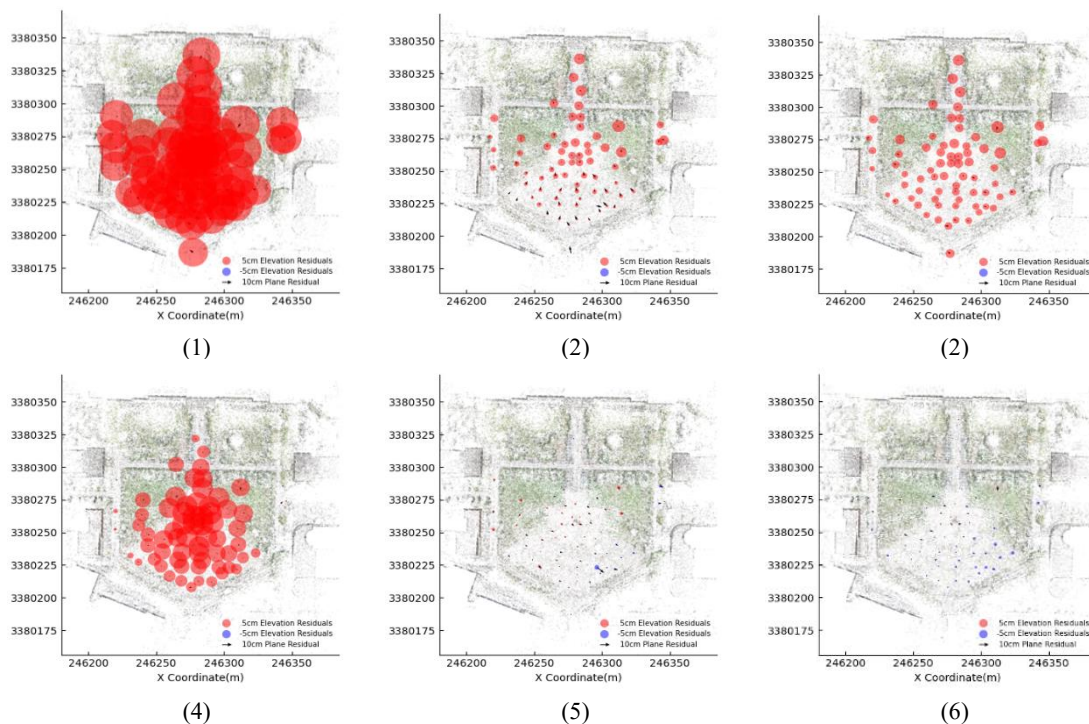 3380350
3380325
3380300
3380275
3380250
3380225
3380200
3380175
5cm Elevation Residuals
-5cm Elevation Residuals
10cm Plane Residual
246200 246250 246300 246350
X Coordinate(m)
(1)
3380350
3380325
3380300
3380275
3380250
3380225
3380200
3380175
5cm Elevation Residuals
-5cm Elevation Residuals
10cm Plane Residual
246200 246250 246300 246350
X Coordinate(m)
(2)
3380350
3380325
3380300
3380275
3380250
3380225
3380200
3380175
5cm Elevation Residuals
-5cm Elevation Residuals
10cm Plane Residual
246200 246250 246300 246350
X Coordinate(m)
(2)
3380350
3380325
3380300
3380275
3380250
3380225
3380200
3380175
5cm Elevation Residuals
-5cm Elevation Residuals
10cm Plane Residual
246200 246250 246300 246350
X Coordinate(m)
(4)
3380350
3380325
3380300
3380275
3380250
3380225
3380200
3380175
5cm Elevation Residuals
-5cm Elevation Residuals
10cm Plane Residual
246200 246250 246300 246350
X Coordinate(m)
(5)
3380350
3380325
3380300
3380275
3380250
3380225
3380200
3380175
5cm Elevation Residuals
-5cm Elevation Residuals
10cm Plane Residual
246200 246250 246300 246350
X Coordinate(m)
(6)